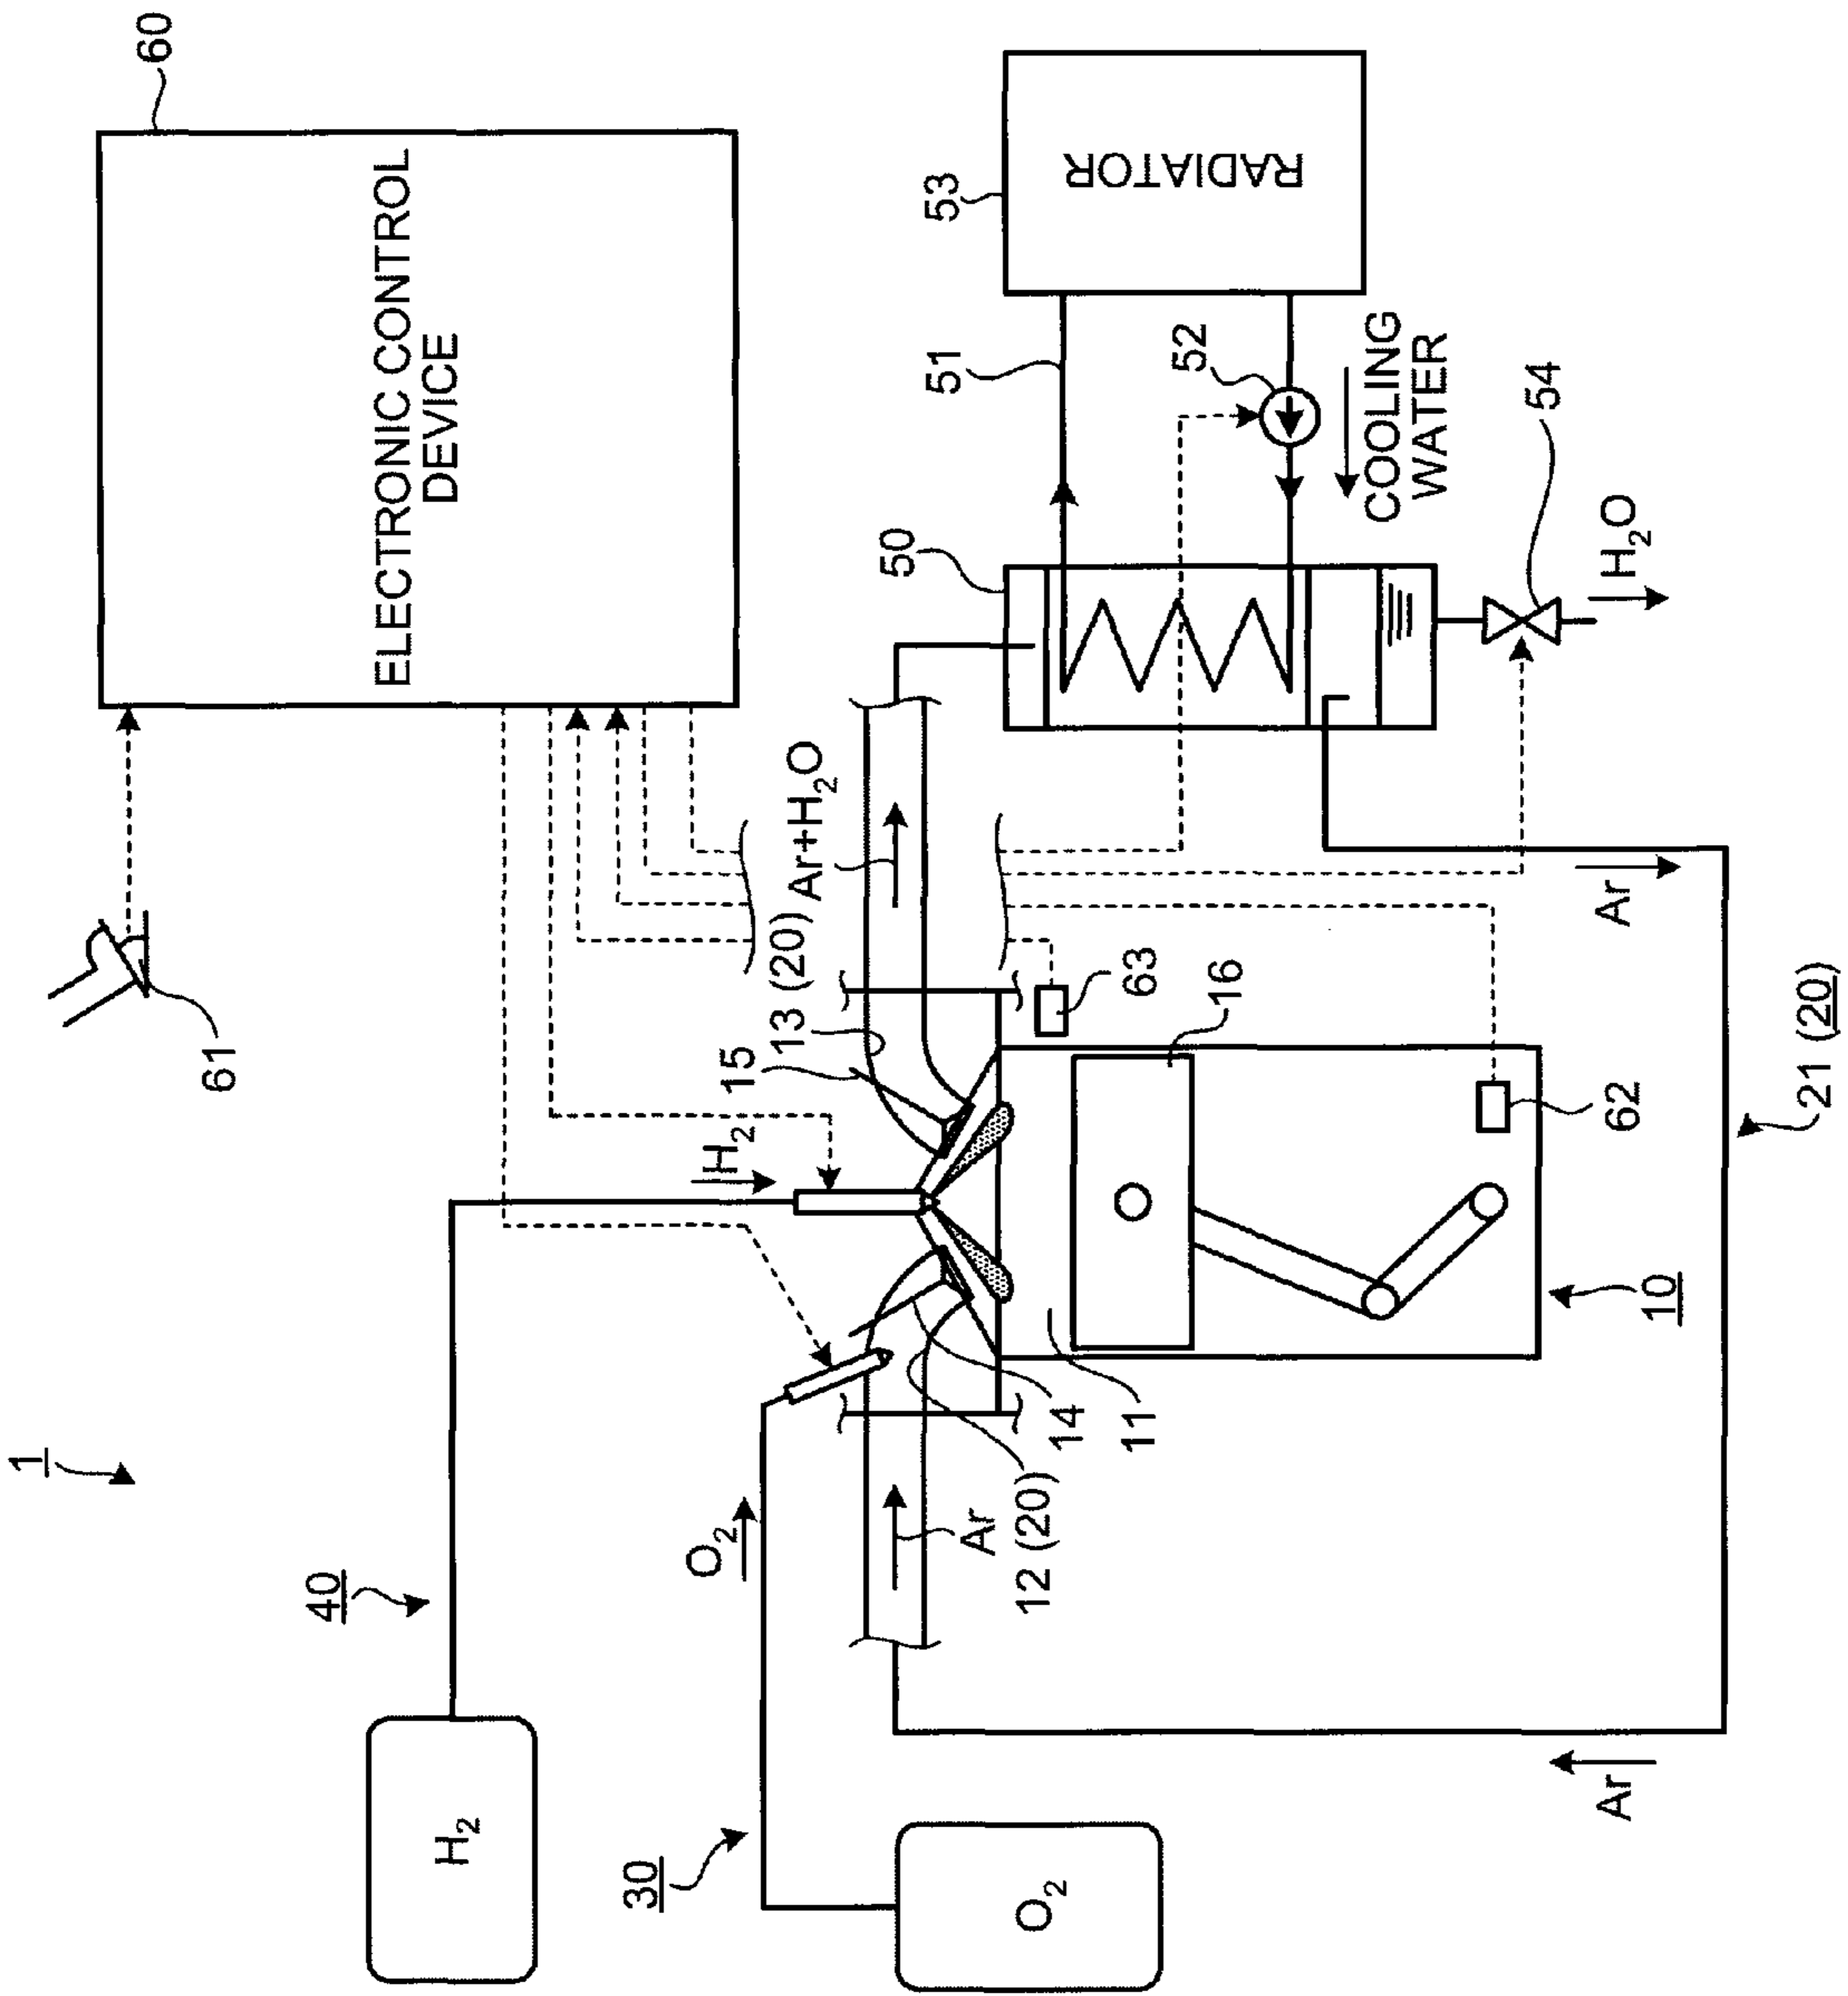 1
60
61
40
ELECTRONIC CONTROL
DEVICE
H₂
30
O₂
H₂
15
13 (20)
Ar+H₂O
50
51
53
Ar
12 (20)
14
O₂
11
63
16
52
RADIATOR
COOLING
WATER
54
H₂O
Ar
Ar
62
10
21 (20)